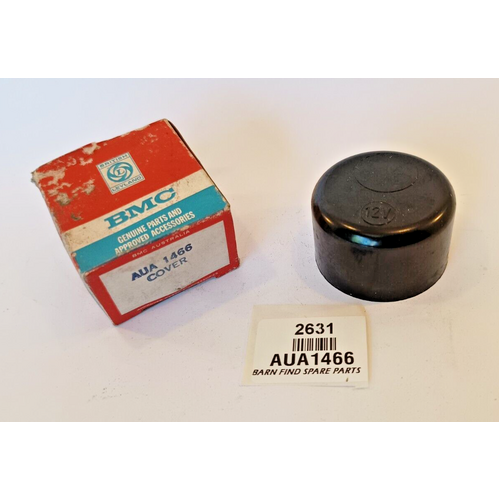 BRITISH
LEYLAND
BMC
GENUINE PARTS AND
APPROVED ACCESSORIES
BMC AUSTRALIA
AUA 1466
COVER
12V
2631
AUA1466
BARN FIND SPARE PARTS